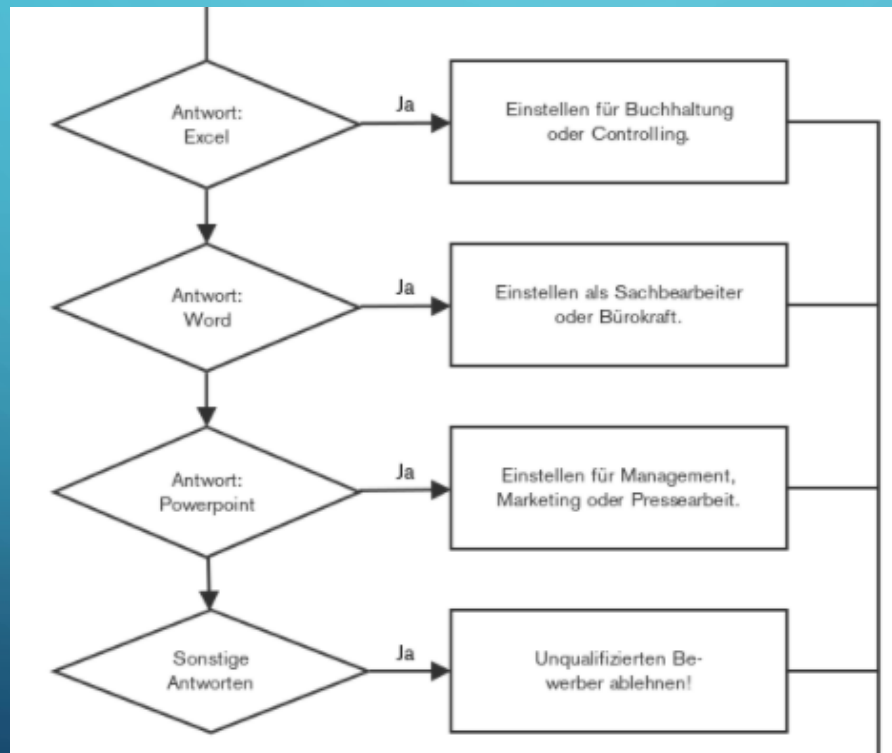 Antwort:
Excel
Ja
Einstellen für Buchhaltung
oder Controlling.
Antwort:
Word
Ja
Einstellen als Sachbearbeiter
oder Bürokraft.
Antwort:
Powerpoint
Ja
Einstellen für Management,
Marketing oder Pressearbeit.
Sonstige
Antworten
Ja
Unqualifizierten Be-
werber ablehnen!